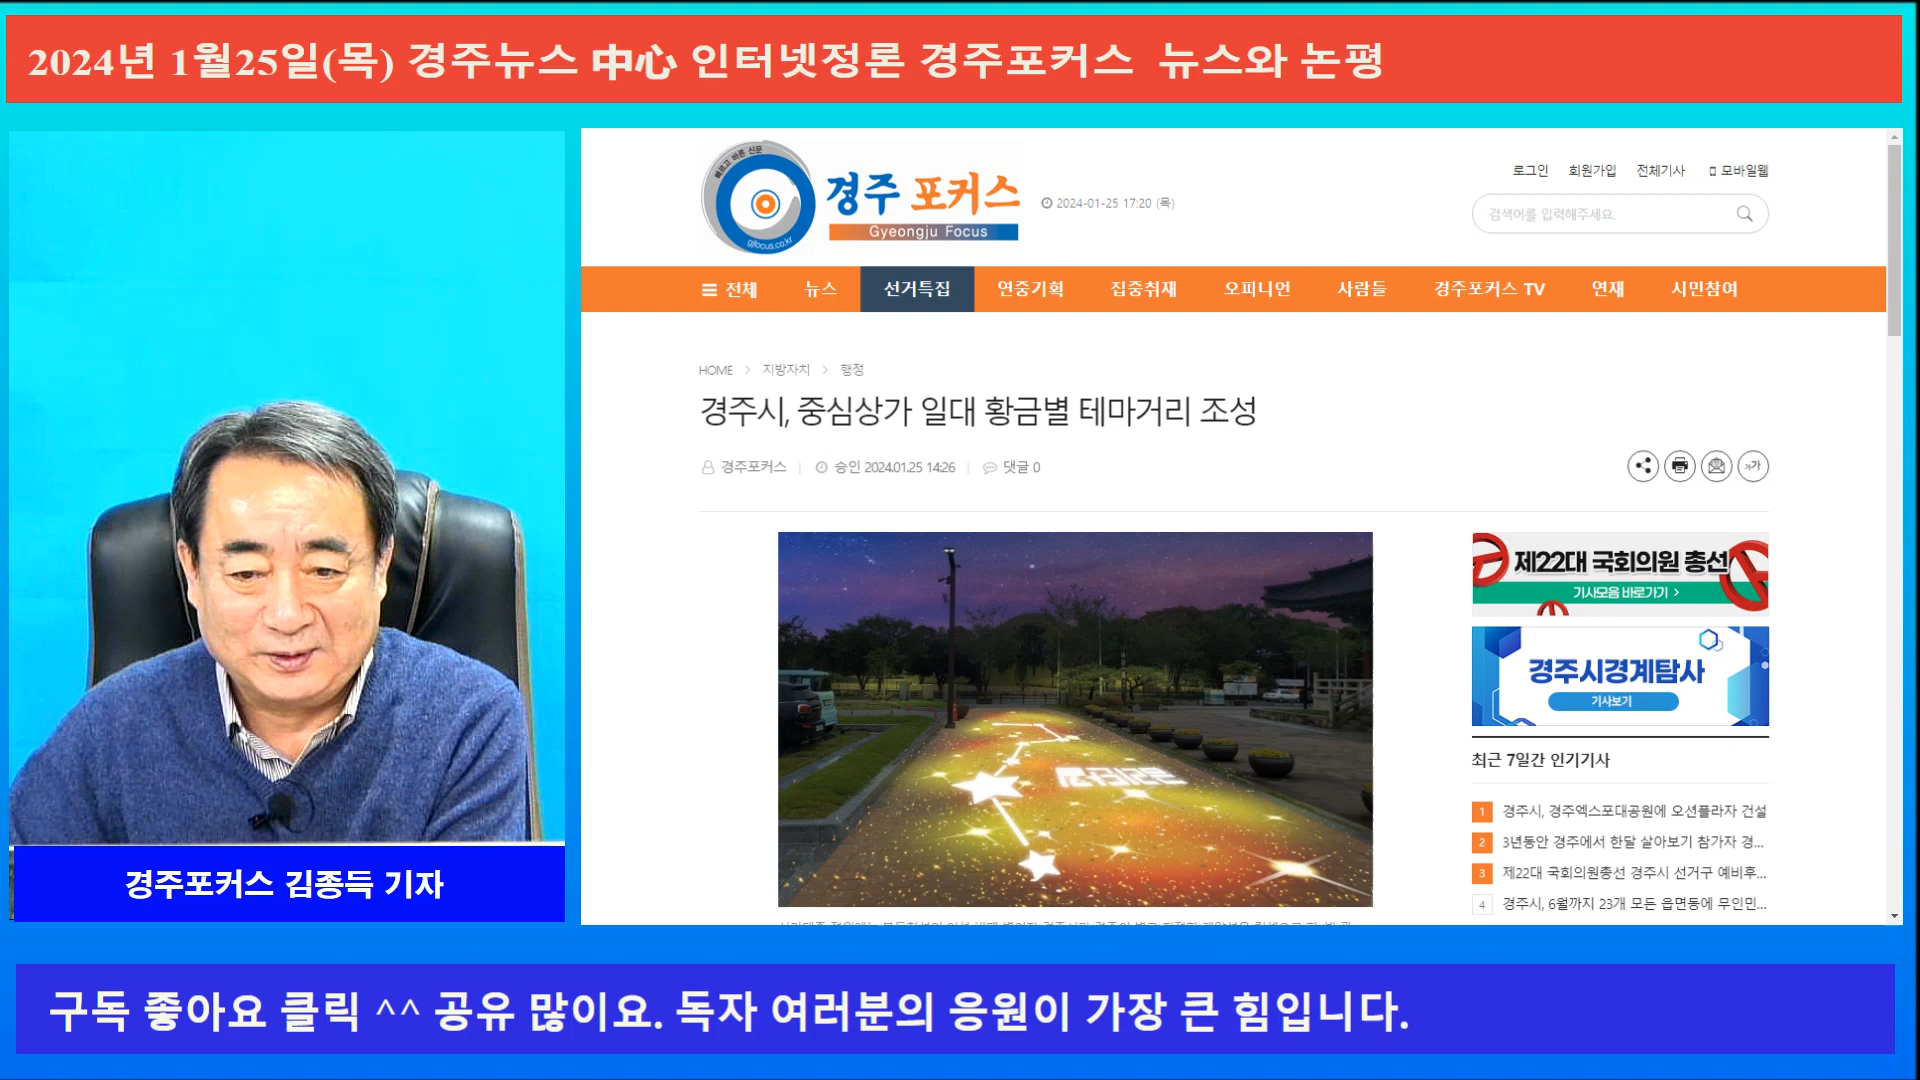 2024년 1월25일(목) 경주뉴스 中心 인터넷정론 경주포커스 뉴스와 논평
빠르고 바른 신문
gjfocus.co.kr
경주 포커스
Gyeongju Focus
2024-01-25 17:20 (목)
로그인 회원가입 전체기사 모바일웹
검색어를 입력해주세요.
전체 뉴스 선거특집 연중기획 집중취재 오피니언 사람들 경주포커스 TV 연재 시민참여
HOME > 지방자치 > 행정
경주시, 중심상가 일대 황금별 테마거리 조성
경주포커스 | 승인 2024.01.25 14:26 | 댓글 0
가가
제22대 국회의원 총선
기사모음 바로가기 >
경주시경계탐사
기사보기
최근 7일간 인기기사
1 경주시, 경주엑스포대공원에 오션플라자 건설
2 3년동안 경주에서 한달 살아보기 참가자 경...
3 제22대 국회의원총선 경주시 선거구 예비후...
4 경주시, 6월까지 23개 모든 읍면동에 무인민...
경주포커스 김종득 기자
구독 좋아요 클릭 ^^ 공유 많이요. 독자 여러분의 응원이 가장 큰 힘입니다.